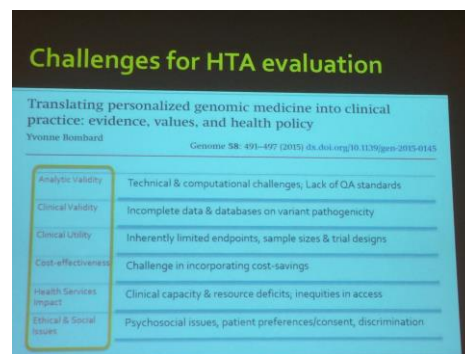 Challenges for HTA evaluation
Translating personalized genomic medicine into clinical
practice: evidence, values, and health policy
Yvonne Bombard
Genome 58: 491–497 (2015) dx.doi.org/10.1139/gen-2015-0145
Analytic Validity
Technical & computational challenges; Lack of QA standards
Clinical Validity
Incomplete data & databases on variant pathogenicity
Clinical Utility
Inherently limited endpoints, sample sizes & trial designs
Cost-effectiveness
Challenge in incorporating cost-savings
Health Services
Impact
Clinical capacity & resource deficits; inequities in access
Ethical & Social
Issues
Psychosocial issues, patient preferences/consent, discrimination